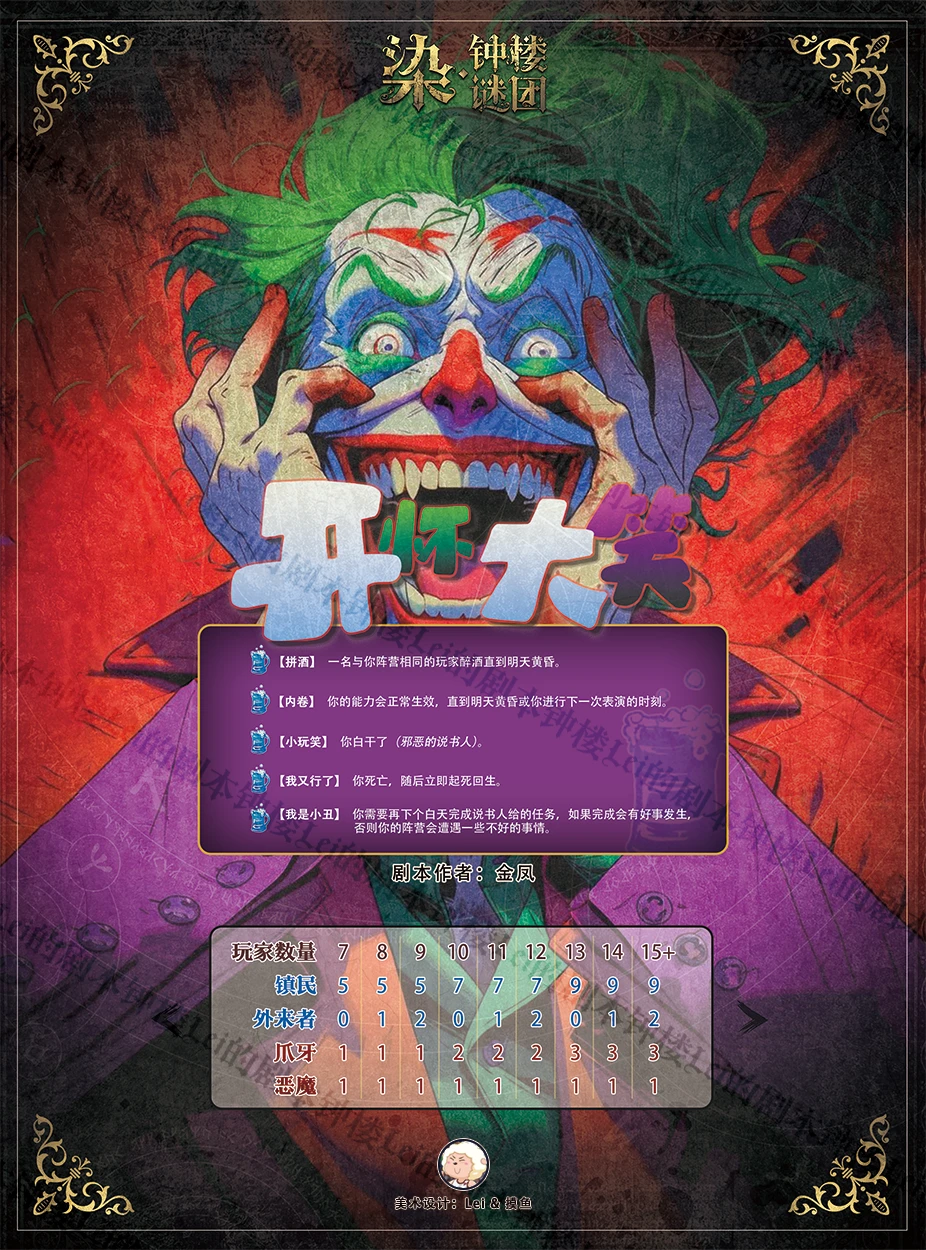 染·钟楼谜团
开怀大笑
【拼酒】 一名与你阵营相同的玩家醉酒直到明天黄昏。
【内卷】 你的能力会正常生效，直到明天黄昏或你进行下一次表演的时刻。
【小玩笑】 你白干了（邪恶的说书人）。
【我又行了】 你死亡，随后立即起死回生。
【我是小丑】 你需要再下个白天完成说书人给的任务，如果完成会有好事发生，
否则你的阵营会遭遇一些不好的事情。
剧本作者：金凤
玩家数量 7 8 9 10 11 12 13 14 15+
镇民 5 5 5 7 7 7 9 9 9
外来者 0 1 2 0 1 2 0 1 2
爪牙 1 1 1 2 2 2 3 3 3
恶魔 1 1 1 1 1 1 1 1 1
美术设计：Lei & 摸鱼